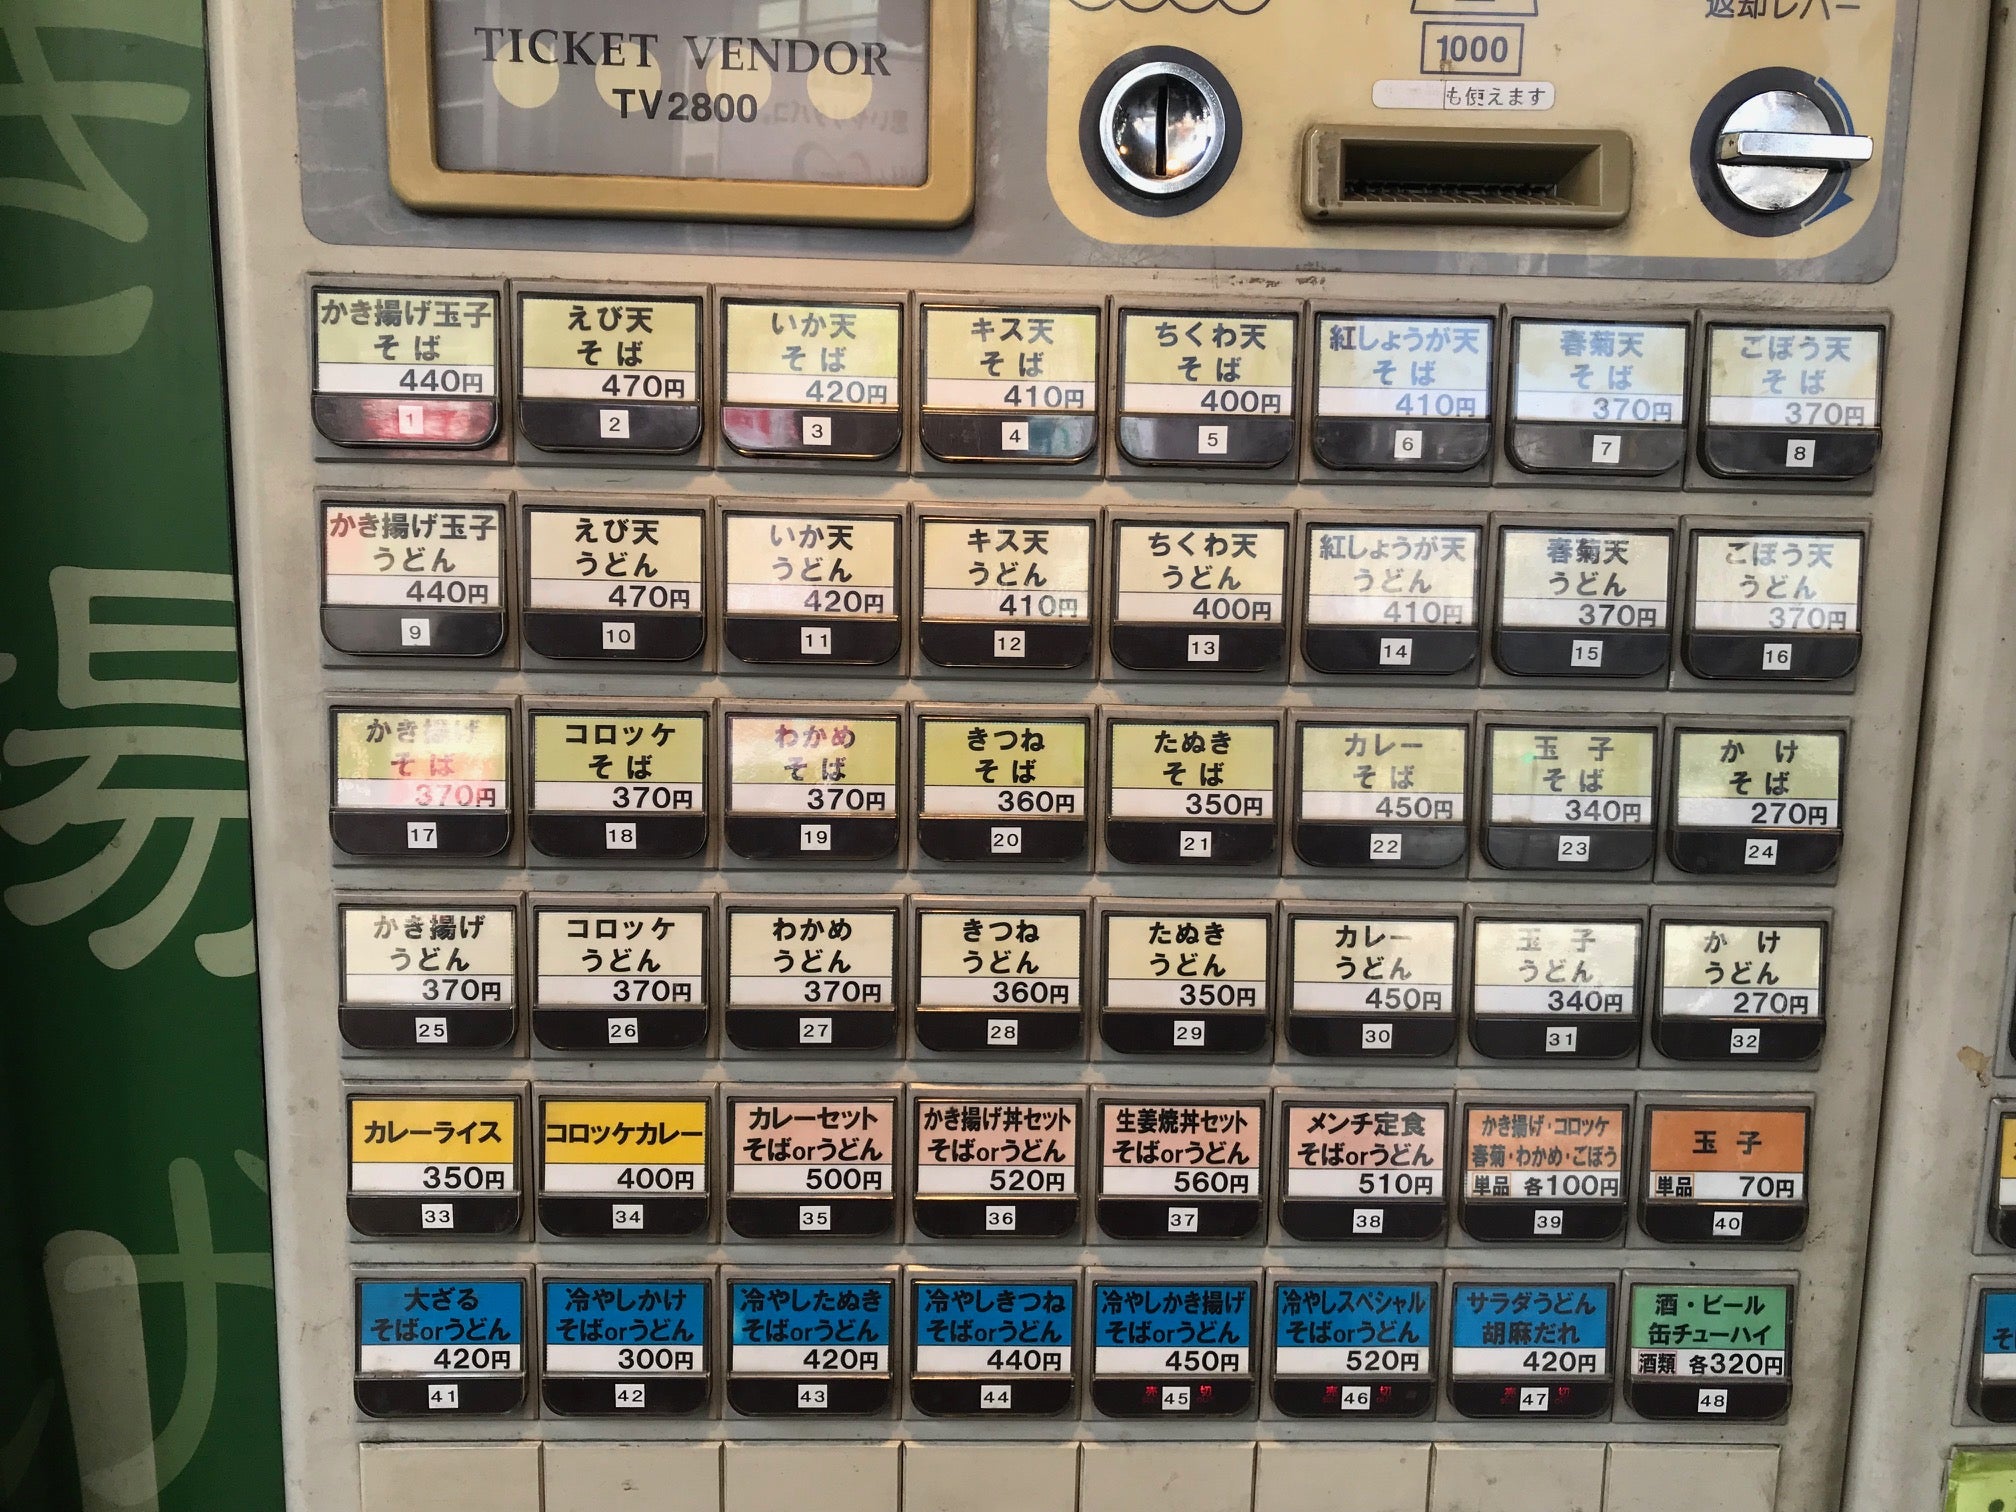 TICKET VENDOR
TV2800
返却レバー
1000
も使えます
かき揚げ玉子
そば
440円
1
えび天
そば
470円
2
いか天
そば
420円
3
キス天
そば
410円
4
ちくわ天
そば
400円
5
紅しょうが天
そば
410円
6
春菊天
そば
370円
7
ごぼう天
そば
370円
8
かき揚げ玉子
うどん
440円
9
えび天
うどん
470円
10
いか天
うどん
420円
11
キス天
うどん
410円
12
ちくわ天
うどん
400円
13
紅しょうが天
うどん
410円
14
春菊天
うどん
370円
15
ごぼう天
うどん
370円
16
かき揚げ
そば
370円
17
コロッケ
そば
370円
18
わかめ
そば
370円
19
きつね
そば
360円
20
たぬき
そば
350円
21
カレー
そば
450円
22
玉子
そば
340円
23
かけ
そば
270円
24
かき揚げ
うどん
370円
25
コロッケ
うどん
370円
26
わかめ
うどん
370円
27
きつね
うどん
360円
28
たぬき
うどん
350円
29
カレー
うどん
450円
30
玉子
うどん
340円
31
かけ
うどん
270円
32
カレーライス
350円
33
コロッケカレー
400円
34
カレーセット
そばorうどん
500円
35
かき揚げ丼セット
そばorうどん
520円
36
生姜焼丼セット
そばorうどん
560円
37
メンチ定食
そばorうどん
510円
38
かき揚げ・コロッケ
春菊・わかめ・ごぼう
単品 各100円
39
玉子
単品 70円
40
大ざる
そばorうどん
420円
41
冷やしかけ
そばorうどん
300円
42
冷やしたぬき
そばorうどん
420円
43
冷やしきつね
そばorうどん
440円
44
冷やしかき揚げ
そばorうどん
450円
売 45 切
冷やしスペシャル
そばorうどん
520円
売 46 切
サラダうどん
胡麻だれ
420円
売 47 切
酒・ビール
缶チューハイ
酒類 各320円
48
場
げ